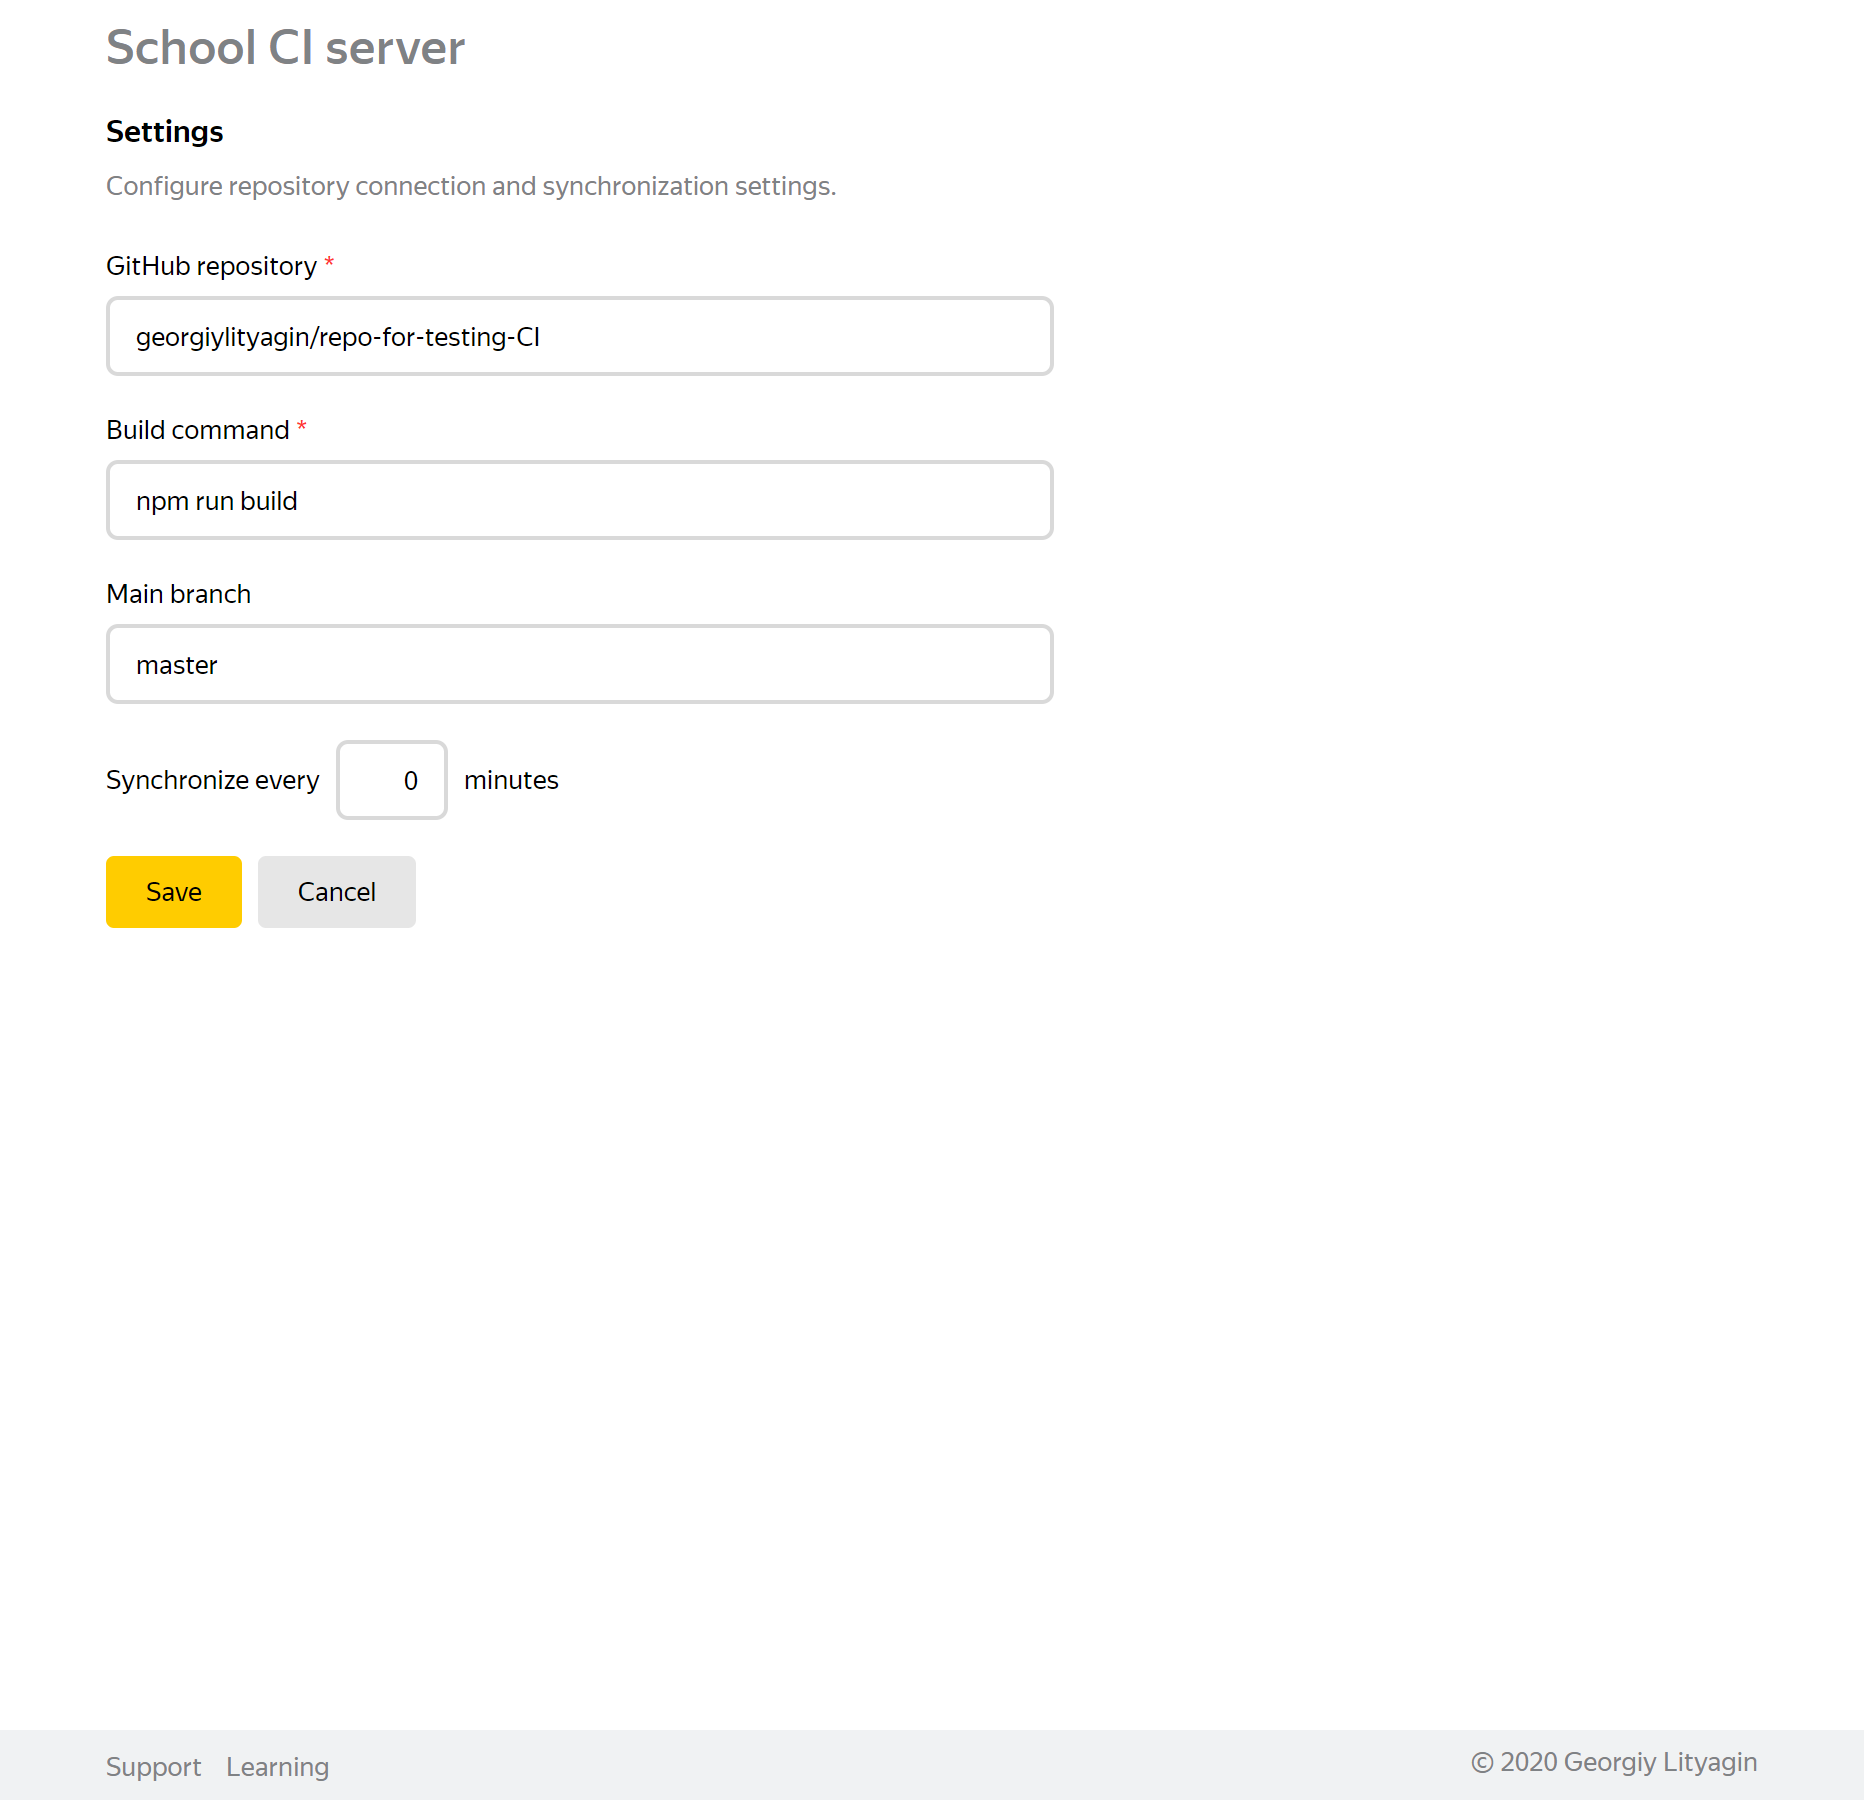 School CI server
Settings
Configure repository connection and synchronization settings.
GitHub repository *
georgiylityagin/repo-for-testing-CI
Build command *
npm run build
Main branch
master
Synchronize every 0 minutes
Save Cancel
Support Learning © 2020 Georgiy Lityagin